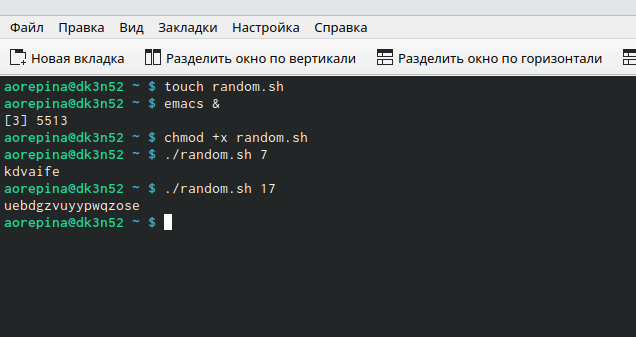 Файл Правка Вид Закладки Настройка Справка
Новая вкладка Разделить окно по вертикали Разделить окно по горизонтали
aorepina@dk3n52 ~ $ touch random.sh
aorepina@dk3n52 ~ $ emacs &
[3] 5513
aorepina@dk3n52 ~ $ chmod +x random.sh
aorepina@dk3n52 ~ $ ./random.sh 7
kdvaife
aorepina@dk3n52 ~ $ ./random.sh 17
uebdgzvuyypwqzose
aorepina@dk3n52 ~ $